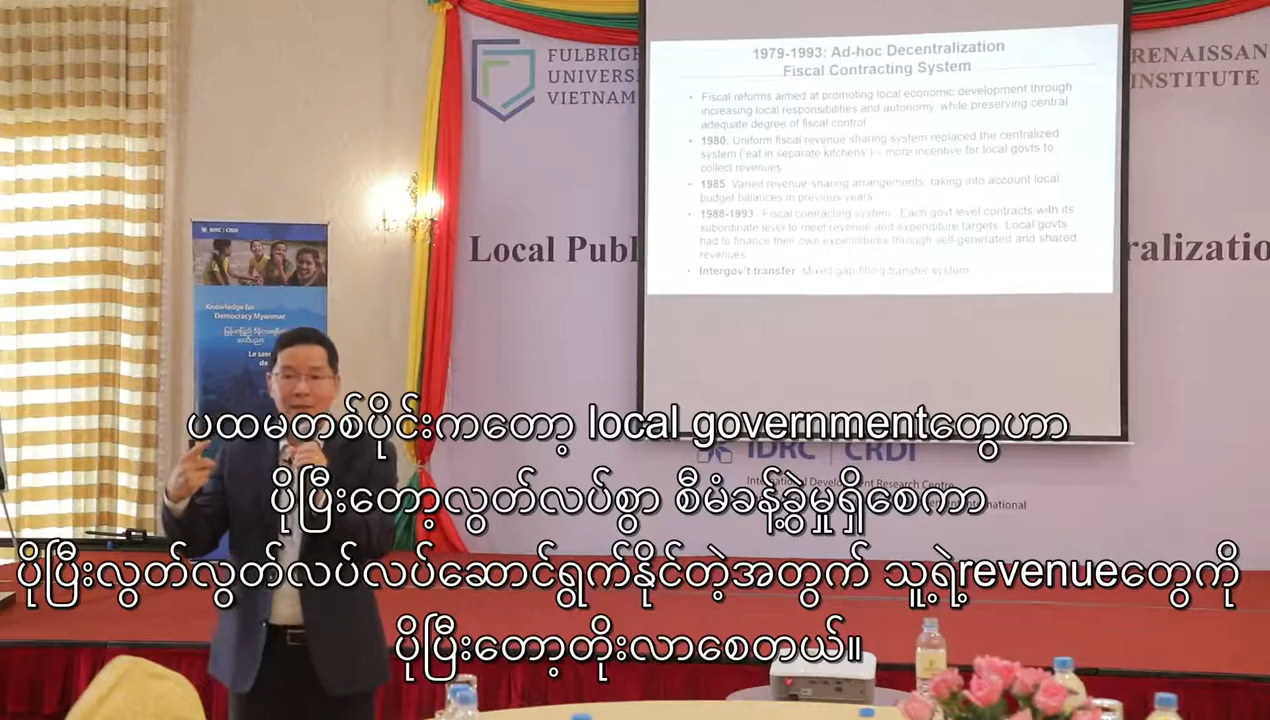 FULBRIGH
UNIVERSI
VIETNAM
RENAISSAN
INSTITUTE
1979-1993: Ad-hoc Decentralization
Fiscal Contracting System
• Fiscal reforms aimed at promoting local economic development through
increasing local responsibilities and autonomy, while preserving central
adequate degree of fiscal control
• 1980: Uniform fiscal revenue sharing system replaced the centralized
system ('eat in separate kitchens') – more incentive for local govts to
collect revenues
• 1985 Varied revenue-sharing arrangements, taking into account local
budget balances in previous years
• 1988-1993 Fiscal contracting system. Each govt level contracts with its
subordinate level to meet revenue and expenditure targets. Local govts
had to finance their own expenditures through self-generated and shared
revenues
• Intergov't transfer Mixed gap-filling transfer system
Local Publ
ralizatio
IDRC | CRDI
Knowledge for
Democracy Myanmar
Le sav
de
IDRC | CRDI
International Development Research Centre
International
ပထမတစ်ပိုင်းကတော့ local governmentတွေဟာ
ပိုပြီးတော့လွတ်လပ်စွာ စီမံခန့်ခွဲမှုရှိစေကာ
ပိုပြီးလွတ်လွတ်လပ်လပ်ဆောင်ရွက်နိုင်တဲ့အတွက် သူ့ရဲ့revenueတွေကို
ပိုပြီးတော့တိုးလာစေတယ်။